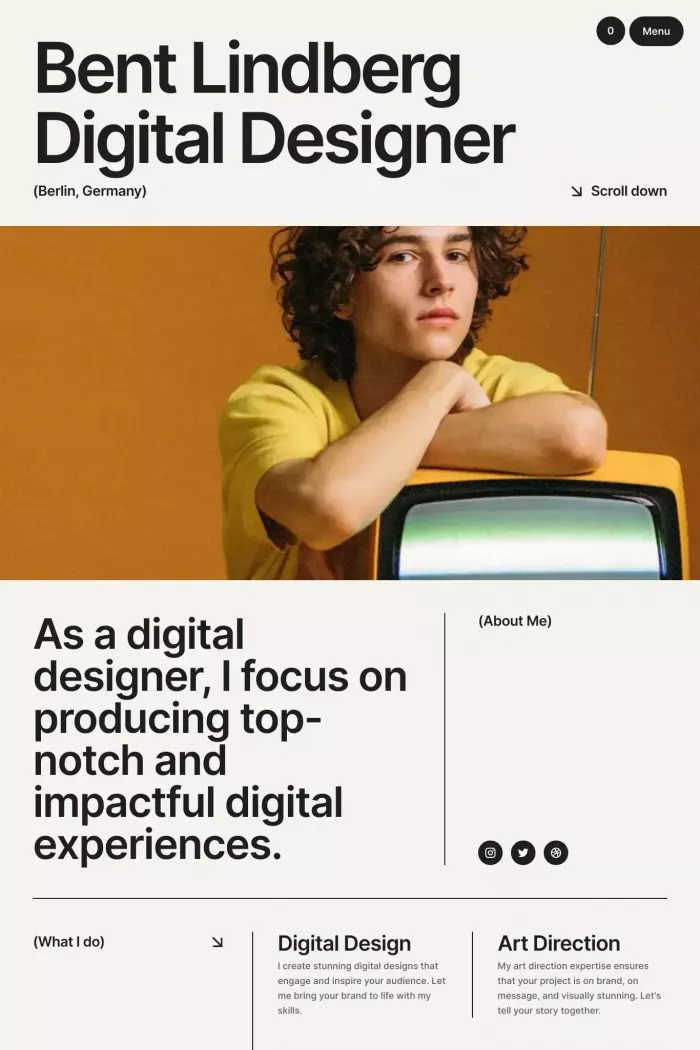 0 Menu
Bent Lindberg
Digital Designer
(Berlin, Germany)
Scroll down
As a digital
designer, I focus on
producing top-
notch and
impactful digital
experiences.
(About Me)
(What I do)
Digital Design
I create stunning digital designs that
engage and inspire your audience. Let
me bring your brand to life with my
skills.
Art Direction
My art direction expertise ensures
that your project is on brand, on
message, and visually stunning. Let's
tell your story together.